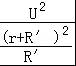 U²
(r+R′)²
R′